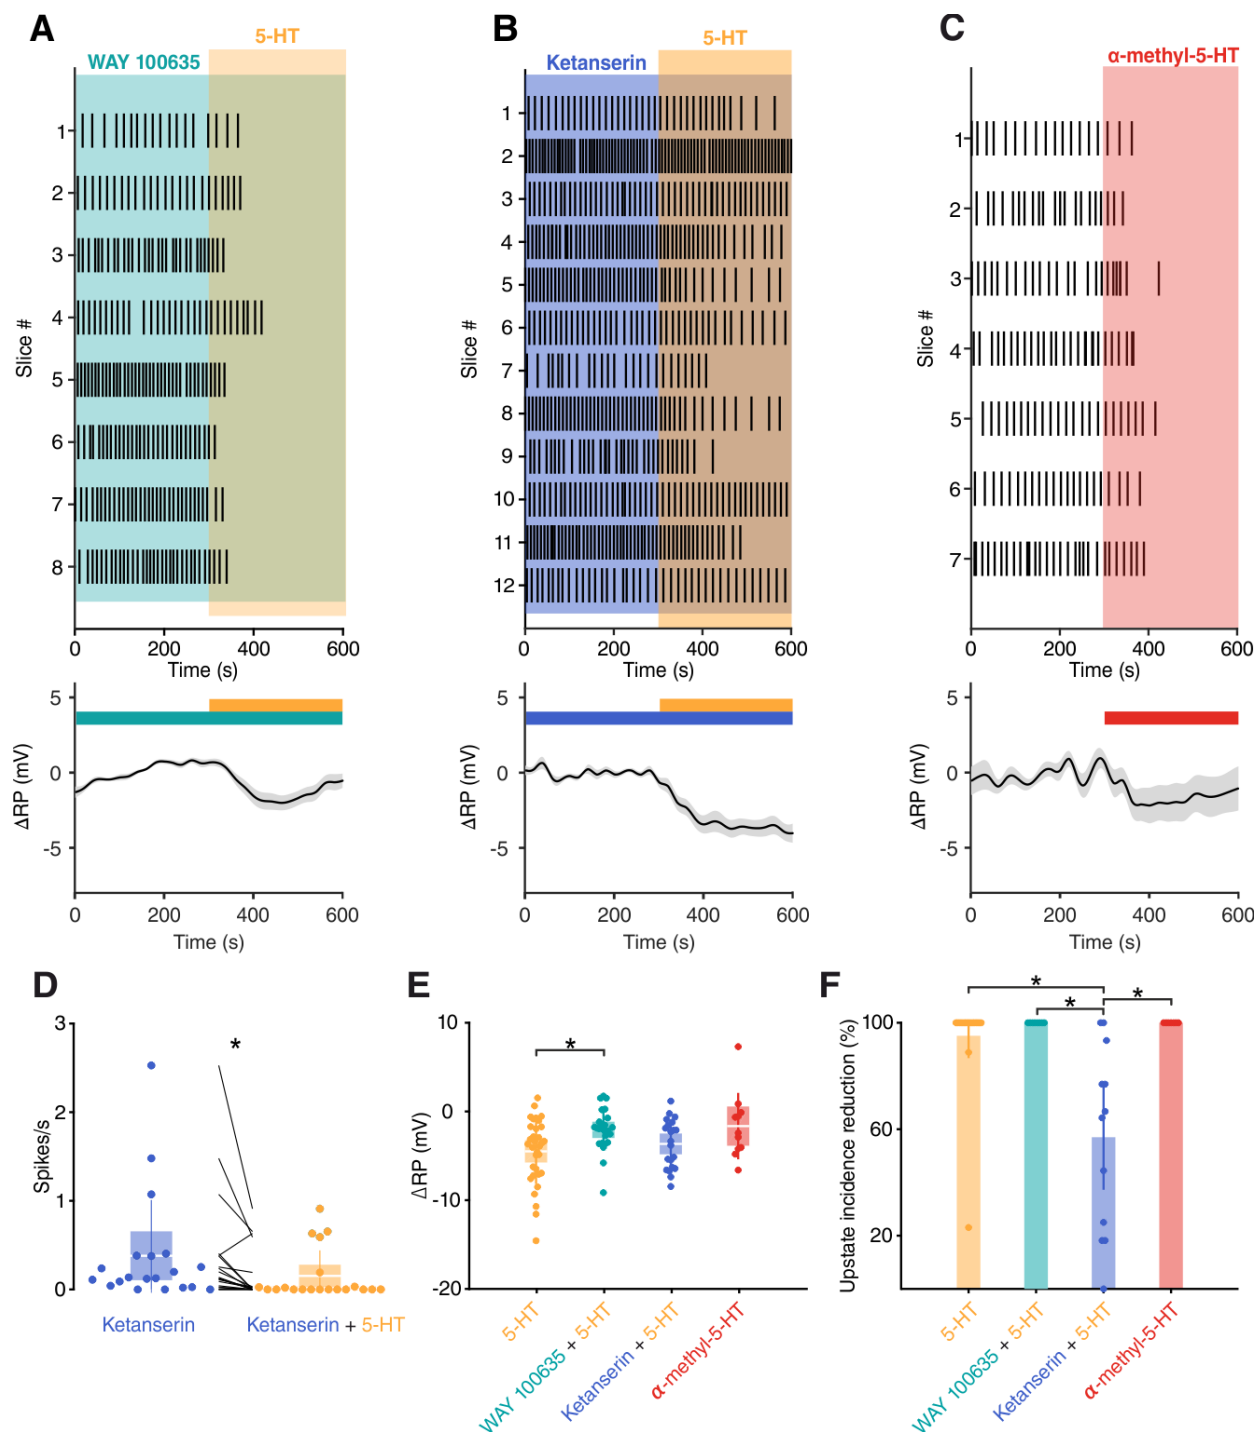 A
B
C
5-HT
WAY 100635
5-HT
Ketanserin
α-methyl-5-HT
Slice #
1
2
3
4
5
6
7
8
0
200
400
600
Time (s)
Slice #
1
2
3
4
5
6
7
8
9
10
11
12
0
200
400
600
Time (s)
Slice #
1
2
3
4
5
6
7
0
200
400
600
Time (s)
ΔRP (mV)
5
0
-5
0
200
400
600
Time (s)
ΔRP (mV)
5
0
-5
0
200
400
600
Time (s)
ΔRP (mV)
5
0
-5
0
200
400
600
Time (s)
D
Spikes/s
3
2
1
0
*
Ketanserin
Ketanserin + 5-HT
E
ΔRP (mV)
10
0
-10
-20
*
5-HT
WAY 100635 + 5-HT
Ketanserin + 5-HT
α-methyl-5-HT
F
Upstate incidence reduction (%)
100
60
20
*
*
*
5-HT
WAY 100635 + 5-HT
Ketanserin + 5-HT
α-methyl-5-HT